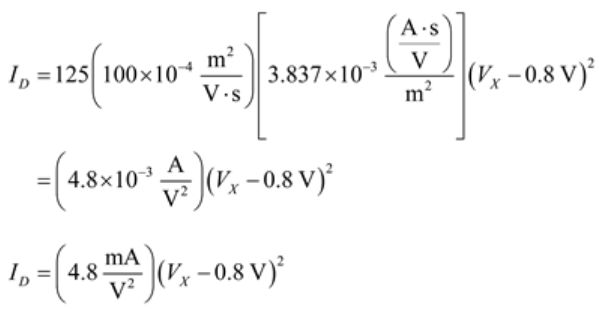 I_D = 125(100×10⁻⁴ m²/(V·s))[3.837×10⁻³ ((A·s)/V)/m²](V_X − 0.8 V)²
= (4.8×10⁻³ A/V²)(V_X − 0.8 V)²
I_D = (4.8 mA/V²)(V_X − 0.8 V)²